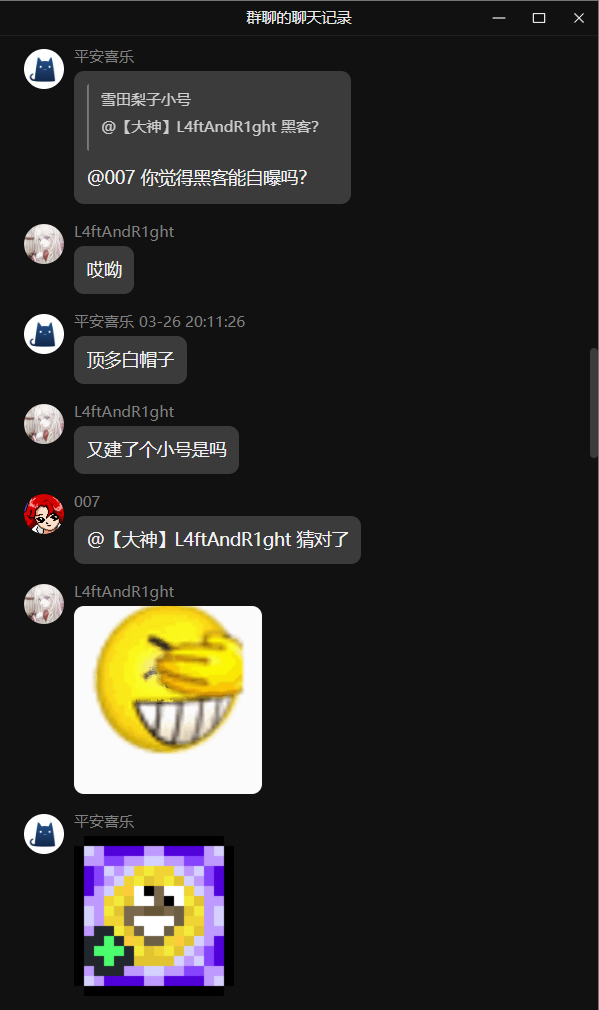 群聊的聊天记录
平安喜乐
雪田梨子小号
@【大神】L4ftAndR1ght 黑客?
@007 你觉得黑客能自曝吗?
L4ftAndR1ght
哎呦
平安喜乐 03-26 20:11:26
顶多白帽子
L4ftAndR1ght
又建了个小号是吗
007
@【大神】L4ftAndR1ght 猜对了
L4ftAndR1ght
平安喜乐